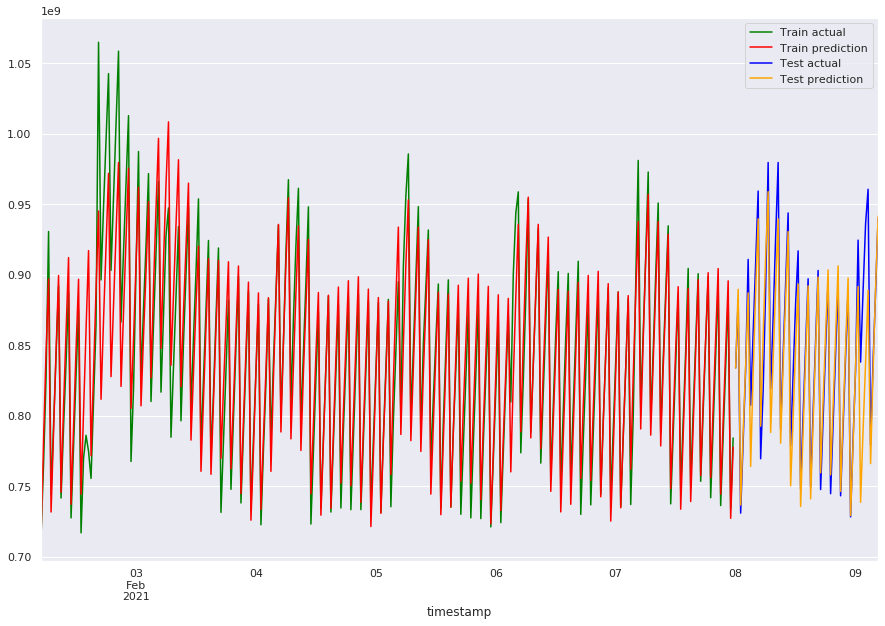 1e9
Train actual
Train prediction
Test actual
Test prediction
1.05
1.00
0.95
0.90
0.85
0.80
0.75
0.70
03 04 05 06 07 08 09
Feb
2021
timestamp